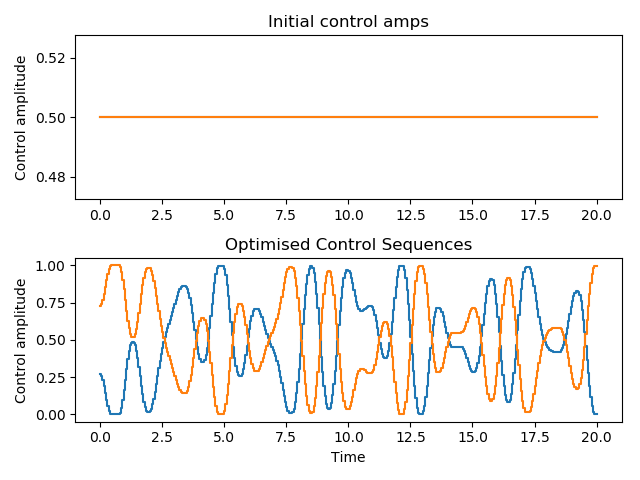 Initial control amps
Control amplitude
0.52
0.50
0.48
0.0 2.5 5.0 7.5 10.0 12.5 15.0 17.5 20.0
Optimised Control Sequences
Control amplitude
1.00
0.75
0.50
0.25
0.00
0.0 2.5 5.0 7.5 10.0 12.5 15.0 17.5 20.0
Time